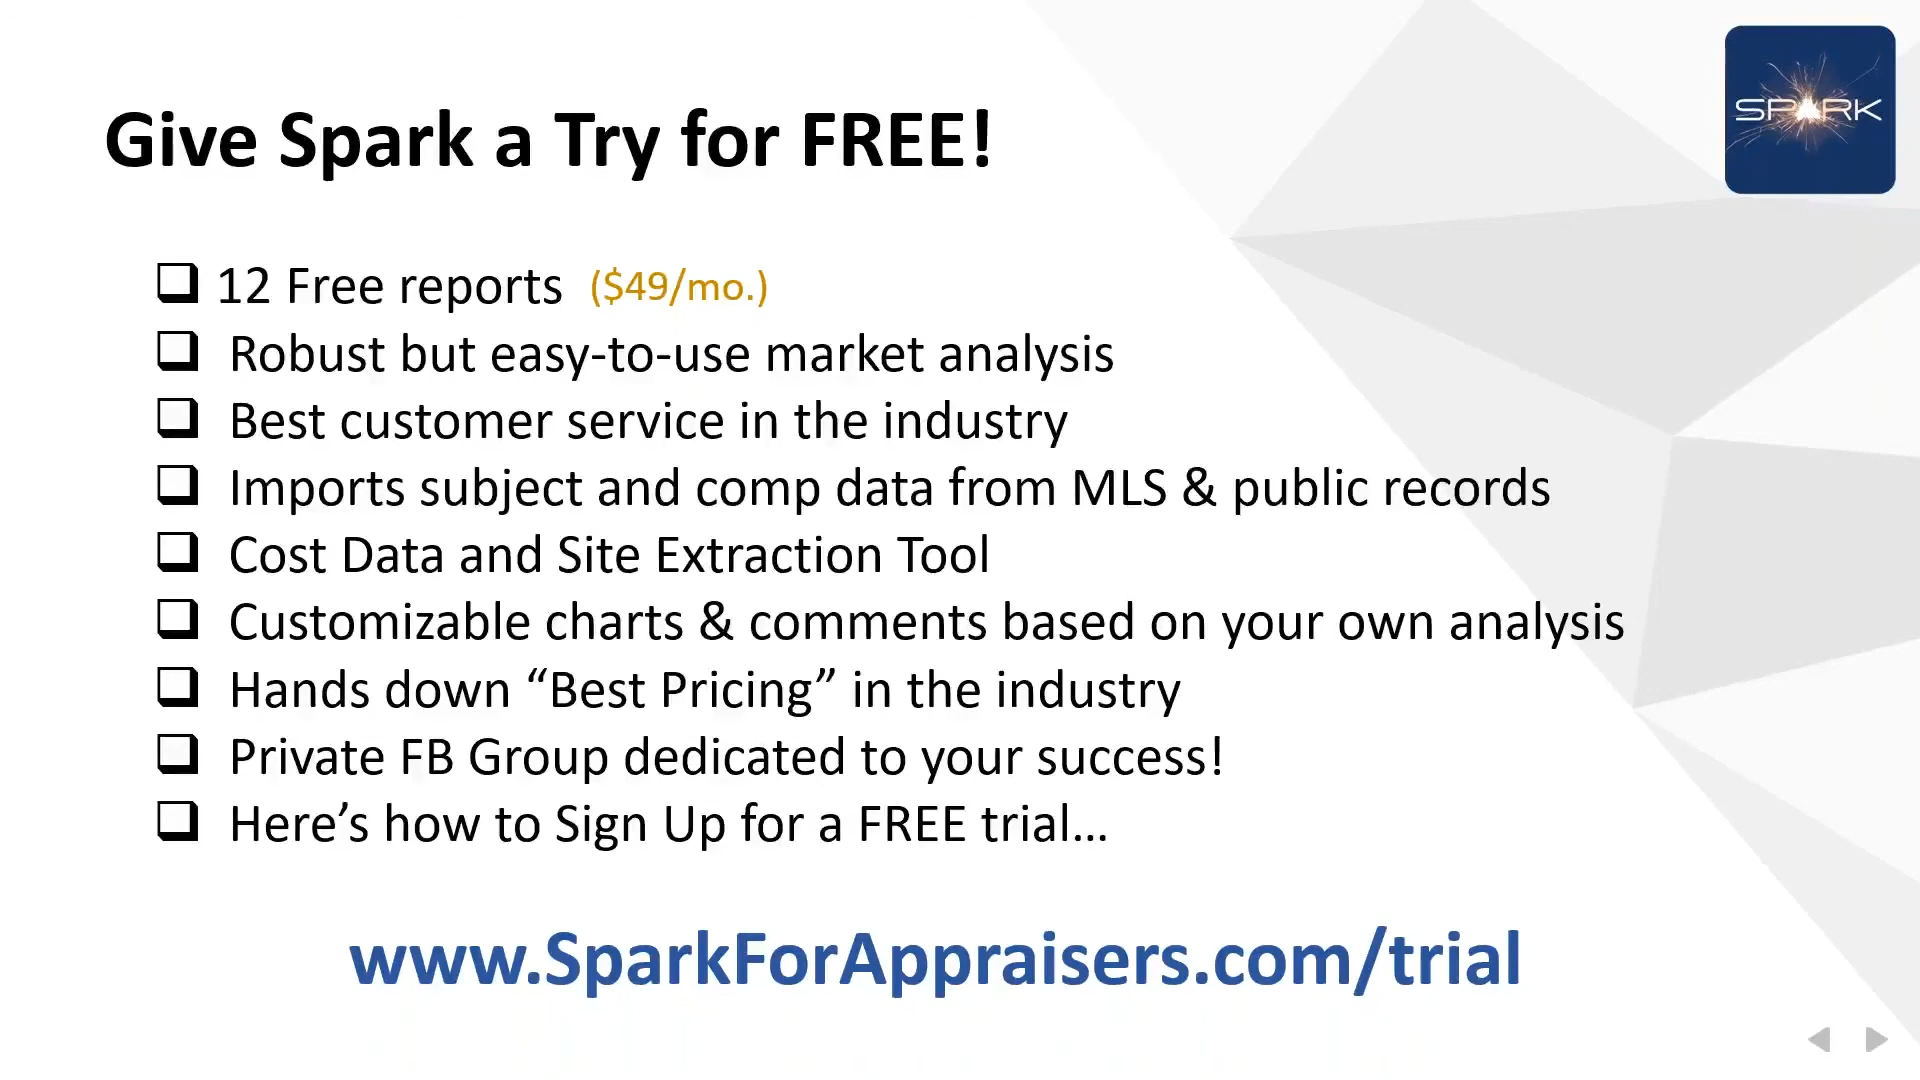 SPARK
Give Spark a Try for FREE!
12 Free reports ($49/mo.)
Robust but easy-to-use market analysis
Best customer service in the industry
Imports subject and comp data from MLS & public records
Cost Data and Site Extraction Tool
Customizable charts & comments based on your own analysis
Hands down “Best Pricing” in the industry
Private FB Group dedicated to your success!
Here’s how to Sign Up for a FREE trial…
www.SparkForAppraisers.com/trial